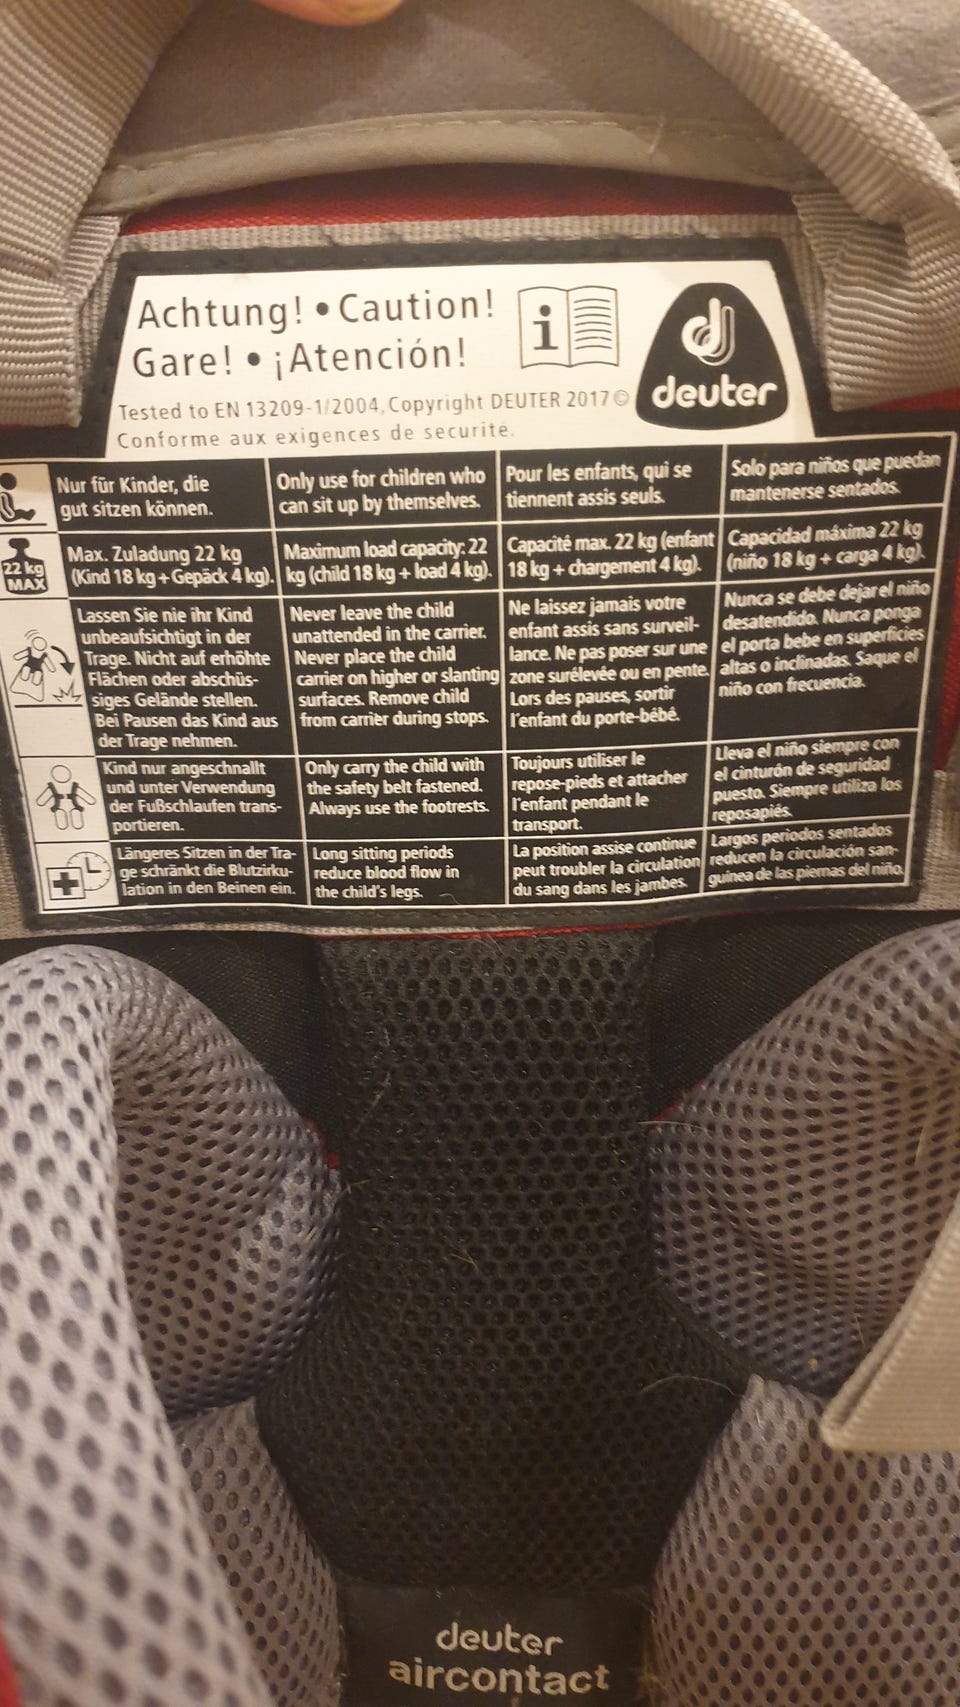 Achtung! • Caution!
Gare! • ¡Atención!
i
deuter
Tested to EN 13209-1/2004, Copyright DEUTER 2017 ©
Conforme aux exigences de securité.
Nur für Kinder, die
gut sitzen können.
Only use for children who
can sit up by themselves.
Pour les enfants, qui se
tiennent assis seuls.
Solo para niños que puedan
mantenerse sentados.
22 kg
MAX
Max. Zuladung 22 kg
(Kind 18 kg + Gepäck 4 kg).
Maximum load capacity: 22
kg (child 18 kg + load 4 kg).
Capacité max. 22 kg (enfant
18 kg + chargement 4 kg).
Capacidad máxima 22 kg
(niño 18 kg + carga 4 kg).
Lassen Sie nie ihr Kind
unbeaufsichtigt in der
Trage. Nicht auf erhöhte
Flächen oder abschüs-
siges Gelände stellen.
Bei Pausen das Kind aus
der Trage nehmen.
Never leave the child
unattended in the carrier.
Never place the child
carrier on higher or slanting
surfaces. Remove child
from carrier during stops.
Ne laissez jamais votre
enfant assis sans surveil-
lance. Ne pas poser sur une
zone surélevée ou en pente.
Lors des pauses, sortir
l'enfant du porte-bébé.
Nunca se debe dejar el niño
desatendido. Nunca ponga
el porta bebe en superficies
altas o inclinadas. Saque el
niño con frecuencia.
Kind nur angeschnallt
und unter Verwendung
der Fußschlaufen trans-
portieren.
Only carry the child with
the safety belt fastened.
Always use the footrests.
Toujours utiliser le
repose-pieds et attacher
l'enfant pendant le
transport.
Lleva el niño siempre con
el cinturón de seguridad
puesto. Siempre utiliza los
reposapiés.
Längeres Sitzen in der Tra-
ge schränkt die Blutzirku-
lation in den Beinen ein.
Long sitting periods
reduce blood flow in
the child's legs.
La position assise continue
peut troubler la circulation
du sang dans les jambes.
Largos periodos sentados
reducen la circulación san-
guinea de las piernas del niño.
deuter
aircontact